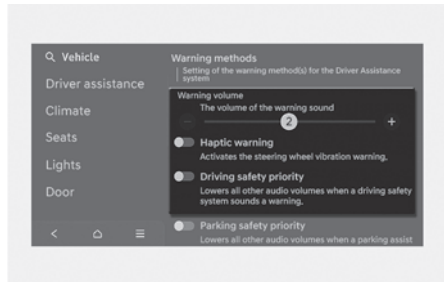 Vehicle
Driver assistance
Climate
Seats
Lights
Door
Warning methods
Setting of the warning method(s) for the Driver Assistance
system
Warning volume
The volume of the warning sound
2
Haptic warning
Activates the steering wheel vibration warning.
Driving safety priority
Lowers all other audio volumes when a driving safety
system sounds a warning.
Parking safety priority
Lowers all other audio volumes when a parking assist